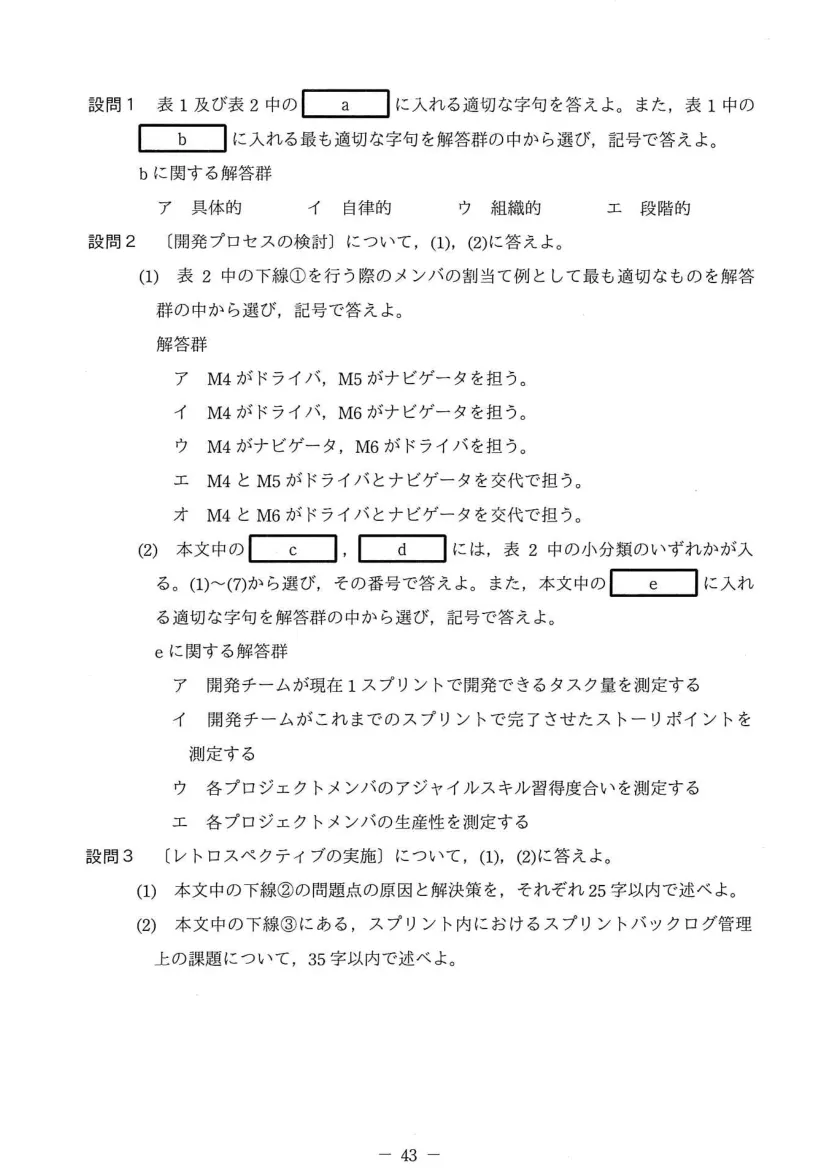 設問1 表1及び表2中の a に入れる適切な字句を答えよ。また，表1中の
b に入れる最も適切な字句を解答群の中から選び，記号で答えよ。
bに関する解答群
ア 具体的 イ 自律的 ウ 組織的 エ 段階的
設問2 〔開発プロセスの検討〕について，(1)，(2)に答えよ。
(1) 表2中の下線①を行う際のメンバの割当て例として最も適切なものを解答
群の中から選び，記号で答えよ。
解答群
ア M4がドライバ，M5がナビゲータを担う。
イ M4がドライバ，M6がナビゲータを担う。
ウ M4がナビゲータ，M6がドライバを担う。
エ M4とM5がドライバとナビゲータを交代で担う。
オ M4とM6がドライバとナビゲータを交代で担う。
(2) 本文中の c ， d には，表2中の小分類のいずれかが入
る。(1)〜(7)から選び，その番号で答えよ。また，本文中の e に入れ
る適切な字句を解答群の中から選び，記号で答えよ。
eに関する解答群
ア 開発チームが現在1スプリントで開発できるタスク量を測定する
イ 開発チームがこれまでのスプリントで完了させたストーリポイントを
測定する
ウ 各プロジェクトメンバのアジャイルスキル習得度合いを測定する
エ 各プロジェクトメンバの生産性を測定する
設問3 〔レトロスペクティブの実施〕について，(1)，(2)に答えよ。
(1) 本文中の下線②の問題点の原因と解決策を，それぞれ25字以内で述べよ。
(2) 本文中の下線③にある，スプリント内におけるスプリントバックログ管理
上の課題について，35字以内で述べよ。
－ 43 －